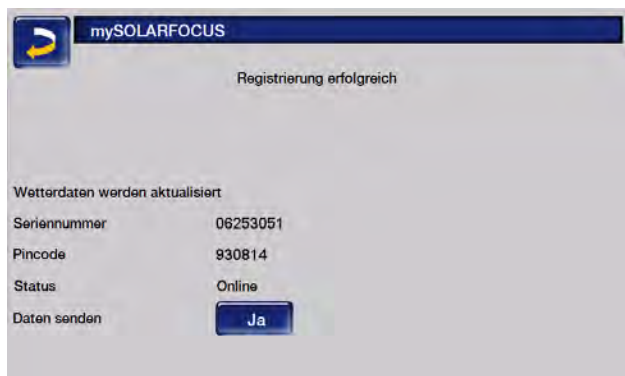 mySOLARFOCUS
Registrierung erfolgreich
Wetterdaten werden aktualisiert
Seriennummer 06253051
Pincode 930814
Status Online
Daten senden Ja